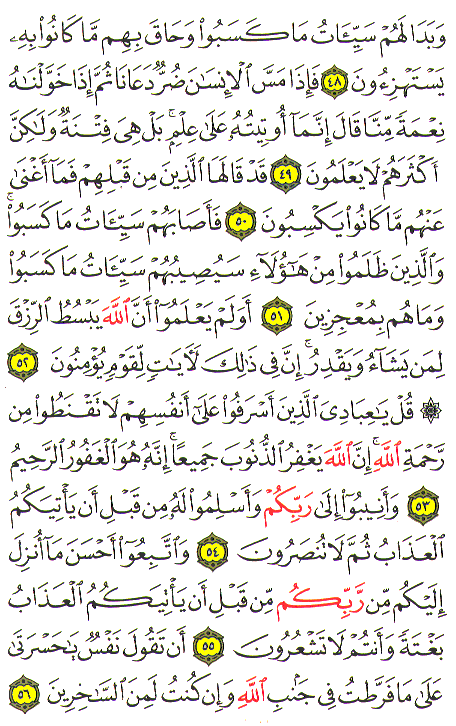 وَبَدَا لَهُمْ سَيِّـَٔاتُ مَا كَسَبُوا۟ وَحَاقَ بِهِم مَّا كَانُوا۟ بِهِۦ
يَسْتَهْزِءُونَ ٤٨ فَإِذَا مَسَّ ٱلْإِنسَـٰنَ ضُرٌّ دَعَانَا ثُمَّ إِذَا خَوَّلْنَـٰهُ
نِعْمَةً مِّنَّا قَالَ إِنَّمَآ أُوتِيتُهُۥ عَلَىٰ عِلْمٍۭ ۚ بَلْ هِىَ فِتْنَةٌ وَلَـٰكِنَّ
أَكْثَرَهُمْ لَا يَعْلَمُونَ ٤٩ قَدْ قَالَهَا ٱلَّذِينَ مِن قَبْلِهِمْ فَمَآ أَغْنَىٰ
عَنْهُم مَّا كَانُوا۟ يَكْسِبُونَ ٥٠ فَأَصَابَهُمْ سَيِّـَٔاتُ مَا كَسَبُوا۟ ۚ
وَٱلَّذِينَ ظَلَمُوا۟ مِنْ هَـٰٓؤُلَآءِ سَيُصِيبُهُمْ سَيِّـَٔاتُ مَا كَسَبُوا۟
وَمَا هُم بِمُعْجِزِينَ ٥١ أَوَلَمْ يَعْلَمُوٓا۟ أَنَّ ٱللَّهَ يَبْسُطُ ٱلرِّزْقَ
لِمَن يَشَآءُ وَيَقْدِرُ ۚ إِنَّ فِى ذَٰلِكَ لَـَٔايَـٰتٍ لِّقَوْمٍ يُؤْمِنُونَ ٥٢
۞ قُلْ يَـٰعِبَادِىَ ٱلَّذِينَ أَسْرَفُوا۟ عَلَىٰٓ أَنفُسِهِمْ لَا تَقْنَطُوا۟ مِن
رَّحْمَةِ ٱللَّهِ ۚ إِنَّ ٱللَّهَ يَغْفِرُ ٱلذُّنُوبَ جَمِيعًا ۚ إِنَّهُۥ هُوَ ٱلْغَفُورُ ٱلرَّحِيمُ
٥٣ وَأَنِيبُوٓا۟ إِلَىٰ رَبِّكُمْ وَأَسْلِمُوا۟ لَهُۥ مِن قَبْلِ أَن يَأْتِيَكُمُ
ٱلْعَذَابُ ثُمَّ لَا تُنصَرُونَ ٥٤ وَٱتَّبِعُوٓا۟ أَحْسَنَ مَآ أُنزِلَ
إِلَيْكُم مِّن رَّبِّكُم مِّن قَبْلِ أَن يَأْتِيَكُمُ ٱلْعَذَابُ
بَغْتَةً وَأَنتُمْ لَا تَشْعُرُونَ ٥٥ أَن تَقُولَ نَفْسٌ يَـٰحَسْرَتَىٰ
عَلَىٰ مَا فَرَّطتُ فِى جَنۢبِ ٱللَّهِ وَإِن كُنتُ لَمِنَ ٱلسَّـٰخِرِينَ ٥٦